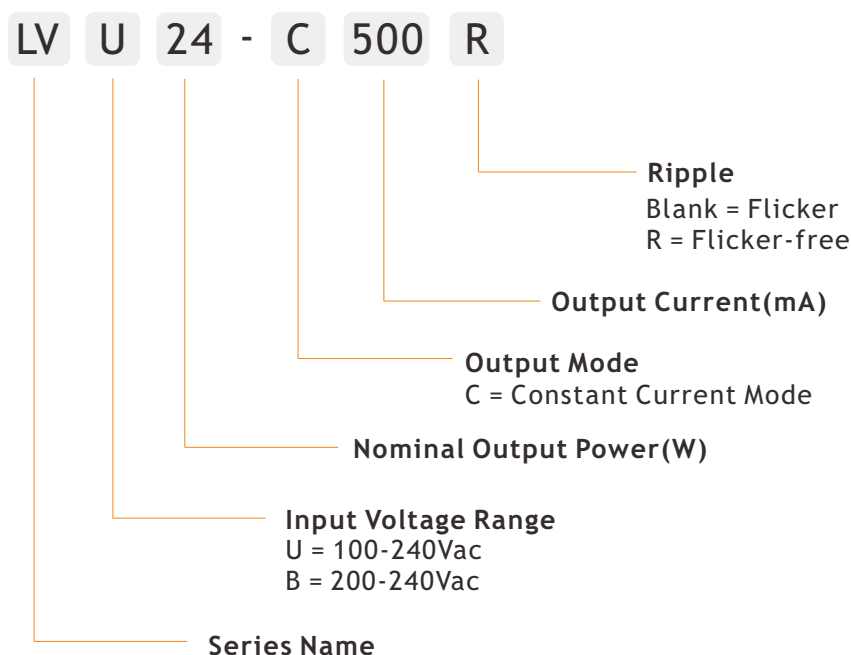 LV U 24 - C 500 R
Ripple
Blank = Flicker
R = Flicker-free
Output Current(mA)
Output Mode
C = Constant Current Mode
Nominal Output Power(W)
Input Voltage Range
U = 100-240Vac
B = 200-240Vac
Series Name